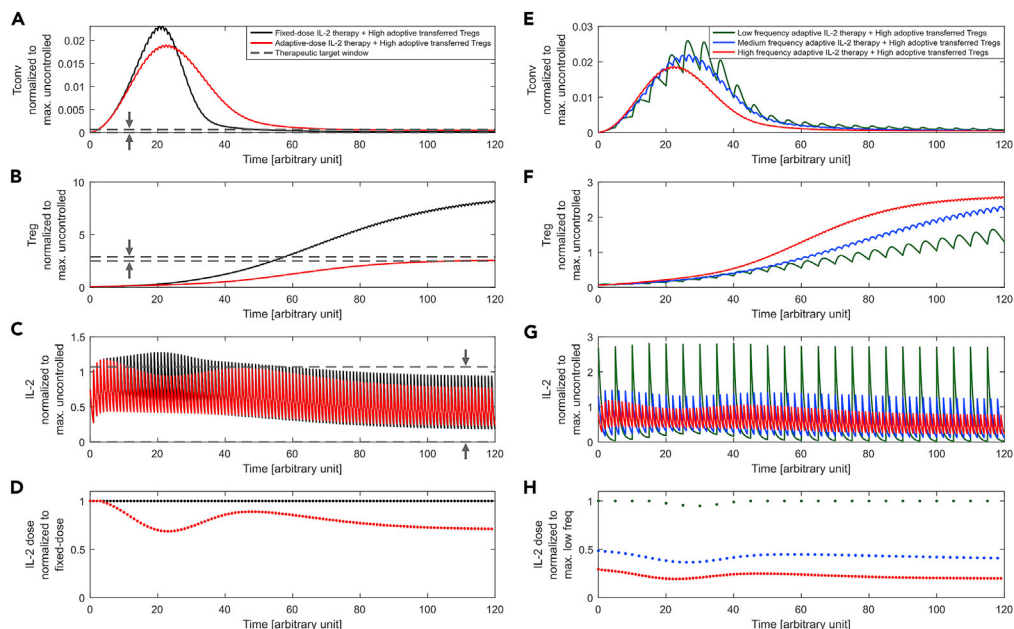 A
Tconv
normalized to
max. uncontrolled
0.02
0.015
0.01
0.005
0
Fixed-dose IL-2 therapy + High adoptive transferred Tregs
Adaptive-dose IL-2 therapy + High adoptive transferred Tregs
Therapeutic target window
0 20 40 60 80 100 120
Time [arbitrary unit]
B
Treg
normalized to
max. uncontrolled
10
5
0
0 20 40 60 80 100 120
Time [arbitrary unit]
C
IL-2
normalized to
max. uncontrolled
1.5
1
0.5
0
0 20 40 60 80 100 120
Time [arbitrary unit]
D
IL-2 dose
normalized to
fixed-dose
1
0.5
0
0 20 40 60 80 100 120
Time [arbitrary unit]
E
Tconv
normalized to
max. uncontrolled
0.03
0.02
0.01
0
Low frequency adaptive IL-2 therapy + High adoptive transferred Tregs
Medium frequency adaptive IL-2 therapy + High adoptive transferred Tregs
High frequency adaptive IL-2 therapy + High adoptive transferred Tregs
0 20 40 60 80 100 120
Time [arbitrary unit]
F
Treg
normalized to
max. uncontrolled
3
2
1
0
0 20 40 60 80 100 120
Time [arbitrary unit]
G
IL-2
normalized to
max. uncontrolled
3
2
1
0
0 20 40 60 80 100 120
Time [arbitrary unit]
H
IL-2 dose
normalized to
max. low freq
1
0.5
0
0 20 40 60 80 100 120
Time [arbitrary unit]